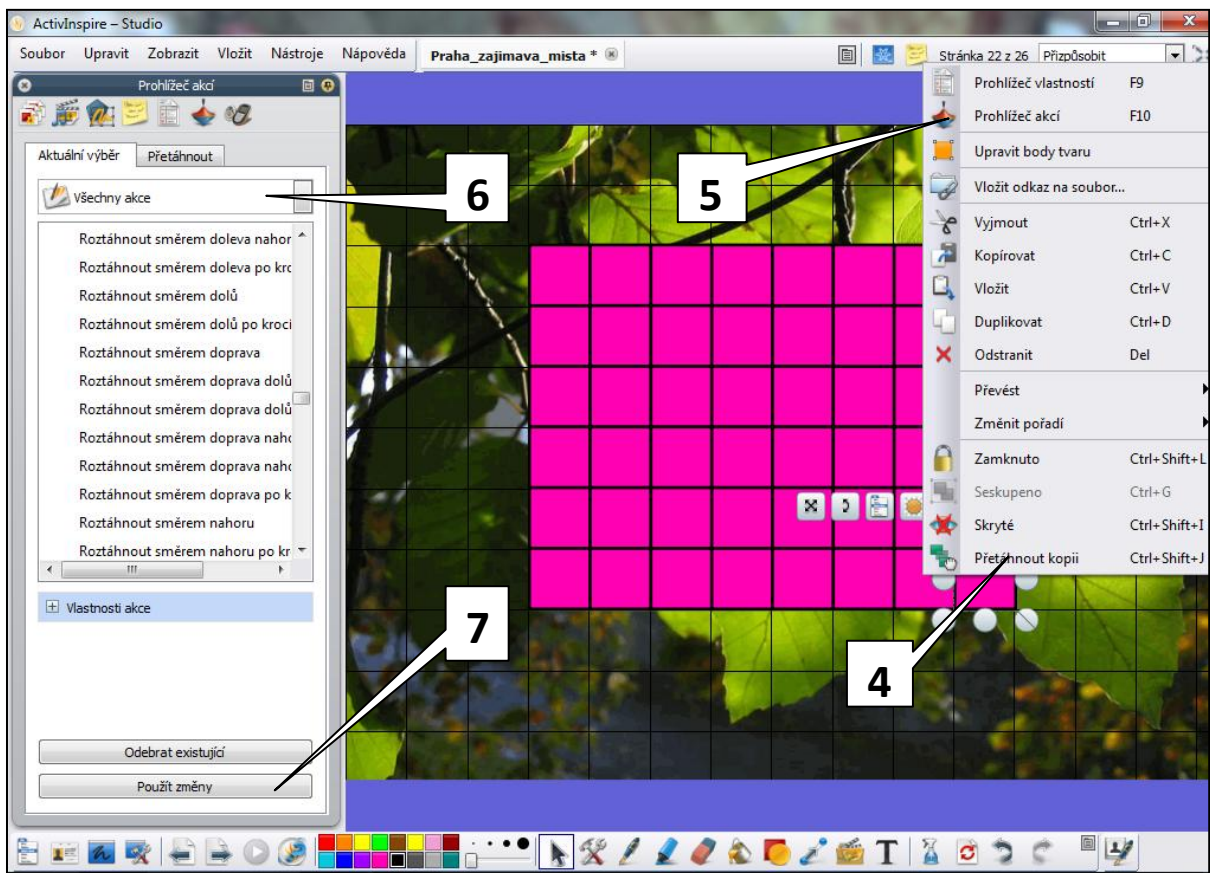 ActivInspire – Studio
Soubor Upravit Zobrazit Vložit Nástroje Nápověda Praha_zajimava_mista * Stránka 22 z 26 Přizpůsobit
Prohlížeč akcí
Aktuální výběr Přetáhnout
Všechny akce
Roztáhnout směrem doleva nahor
Roztáhnout směrem doleva po kro
Roztáhnout směrem dolů
Roztáhnout směrem dolů po krocí
Roztáhnout směrem doprava
Roztáhnout směrem doprava dolů
Roztáhnout směrem doprava dolů
Roztáhnout směrem doprava naho
Roztáhnout směrem doprava naho
Roztáhnout směrem doprava po k
Roztáhnout směrem nahoru
Roztáhnout směrem nahoru po kr
Vlastnosti akce
Odebrat existující
Použít změny
6
5
7
4
Prohlížeč vlastností F9
Prohlížeč akcí F10
Upravit body tvaru
Vložit odkaz na soubor...
Vyjmout Ctrl+X
Kopírovat Ctrl+C
Vložit Ctrl+V
Duplikovat Ctrl+D
Odstranit Del
Převést
Změnit pořadí
Zamknuto Ctrl+Shift+L
Seskupeno Ctrl+G
Skryté Ctrl+Shift+I
Přetáhnout kopii Ctrl+Shift+J
T